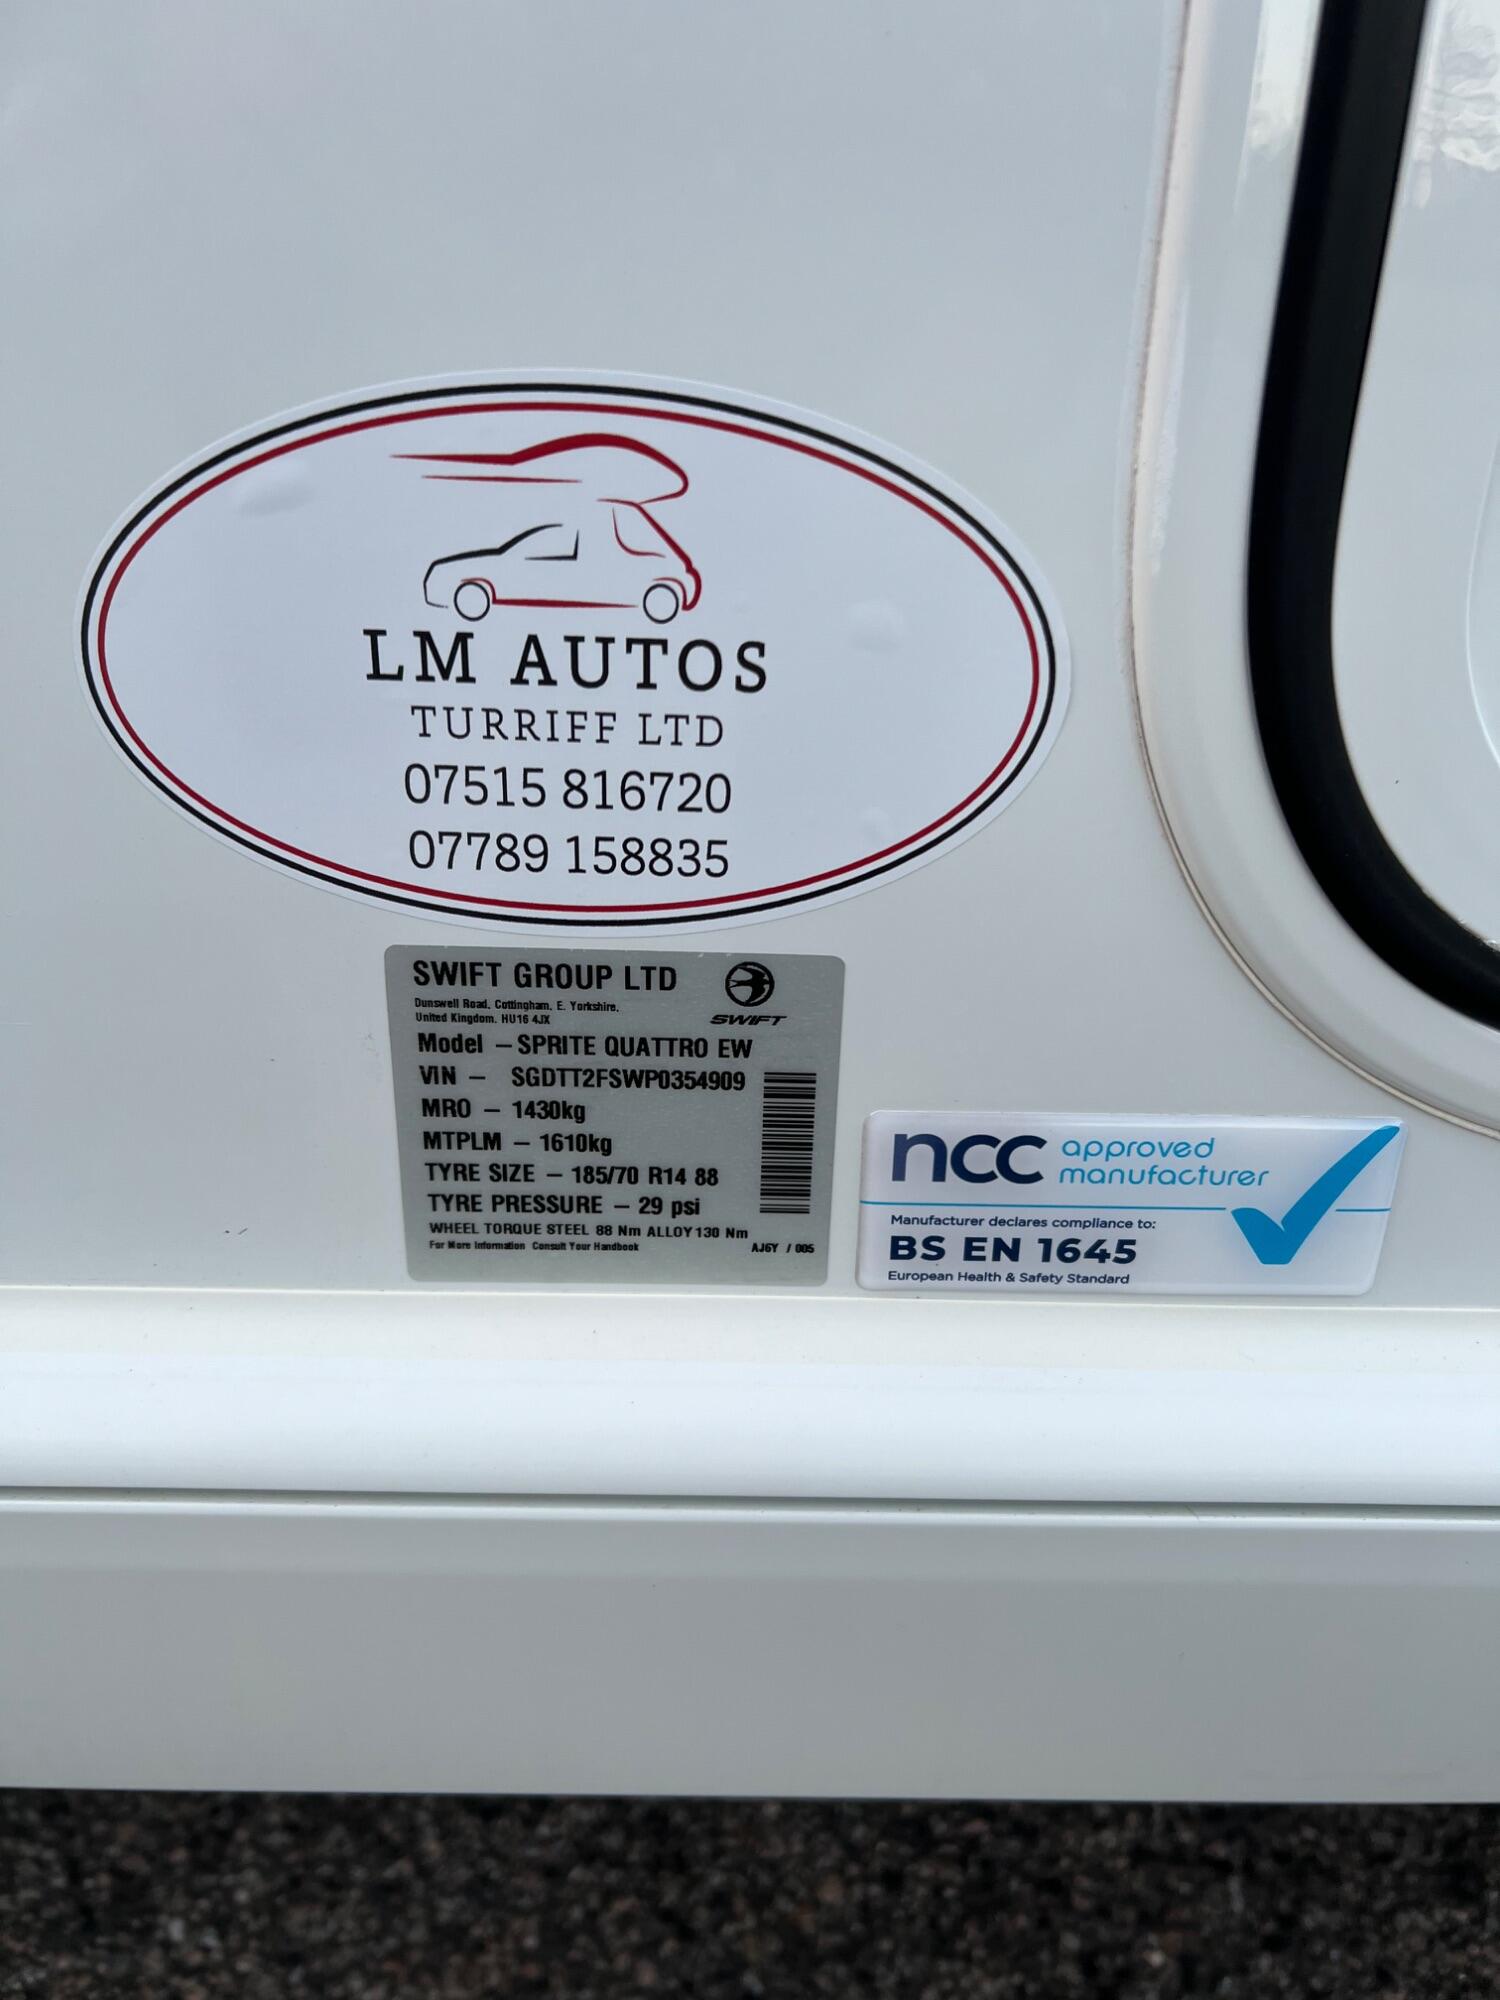 LM AUTOS
TURRIFF LTD
07515 816720
07789 158835
SWIFT GROUP LTD
Dunswell Road, Cottingham, E. Yorkshire,
United Kingdom. HU16 4JX
SWIFT
Model – SPRITE QUATTRO EW
VIN – SGDTT2FSWP0354909
MRO – 1430kg
MTPLM – 1610kg
TYRE SIZE – 185/70 R14 88
TYRE PRESSURE – 29 psi
WHEEL TORQUE STEEL 88 Nm ALLOY 130 Nm
For More Information Consult Your Handbook
AJ6Y / 005
ncc approved
manufacturer
Manufacturer declares compliance to:
BS EN 1645
European Health & Safety Standard